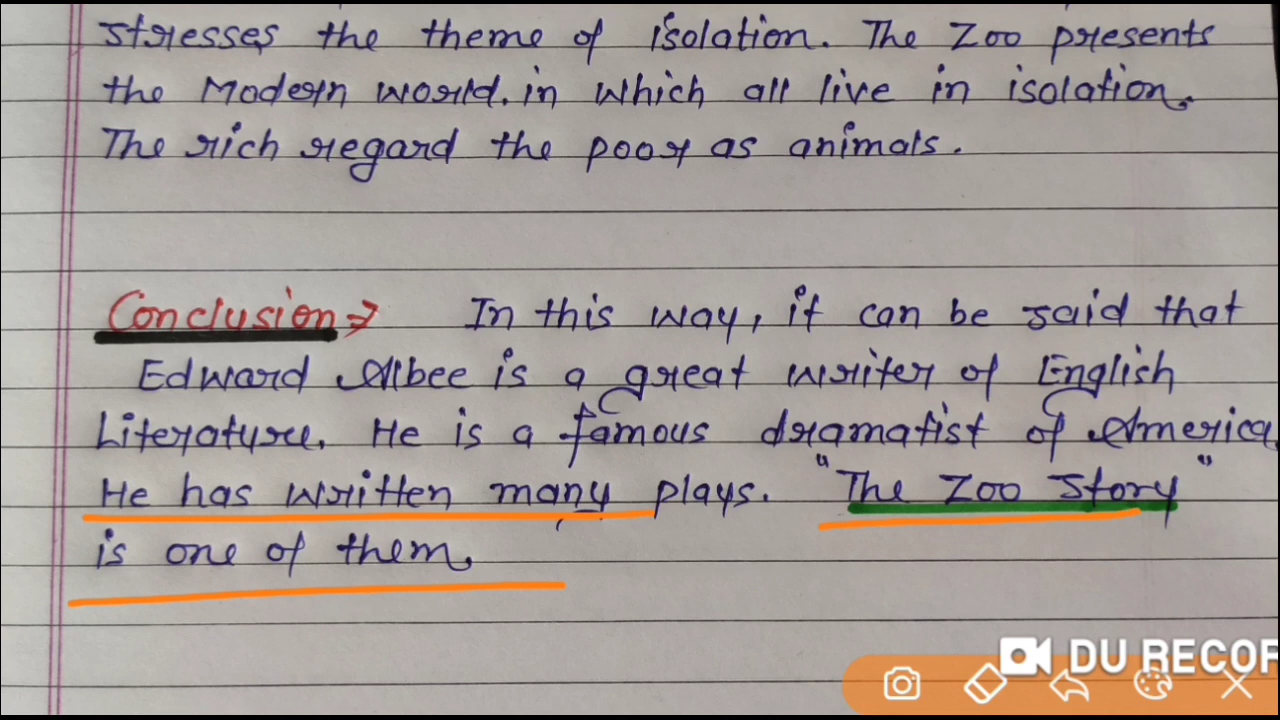 stresses the theme of isolation. The Zoo presents
the Modern world. in which all live in isolation.
The rich regard the poor as animals.
Conclusion → In this way, it can be said that
Edward Albee is a great writer of English
Literature. He is a famous dramatist of America
He has written many plays. "The Zoo Story"
is one of them.
DU RECOR